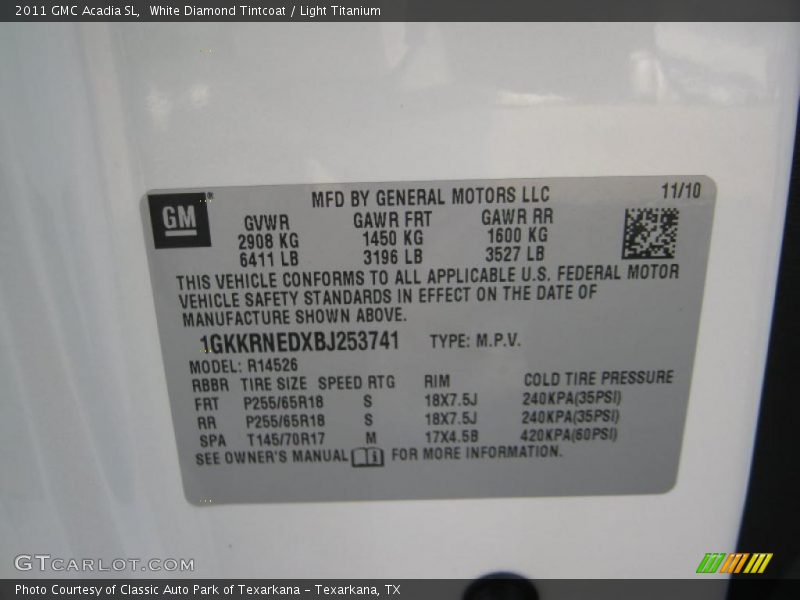 2011 GMC Acadia SL, White Diamond Tintcoat / Light Titanium
GM
MFD BY GENERAL MOTORS LLC 11/10
GVWR GAWR FRT GAWR RR
2908 KG 1450 KG 1600 KG
6411 LB 3196 LB 3527 LB
THIS VEHICLE CONFORMS TO ALL APPLICABLE U.S. FEDERAL MOTOR
VEHICLE SAFETY STANDARDS IN EFFECT ON THE DATE OF
MANUFACTURE SHOWN ABOVE.
1GKKRNEDXBJ253741 TYPE: M.P.V.
MODEL: R14526
RBBR TIRE SIZE SPEED RTG RIM COLD TIRE PRESSURE
FRT P255/65R18 S 18X7.5J 240KPA(35PSI)
RR P255/65R18 S 18X7.5J 240KPA(35PSI)
SPA T145/70R17 M 17X4.5B 420KPA(60PSI)
SEE OWNER'S MANUAL FOR MORE INFORMATION.
GTCARLOT.COM
Photo Courtesy of Classic Auto Park of Texarkana - Texarkana, TX